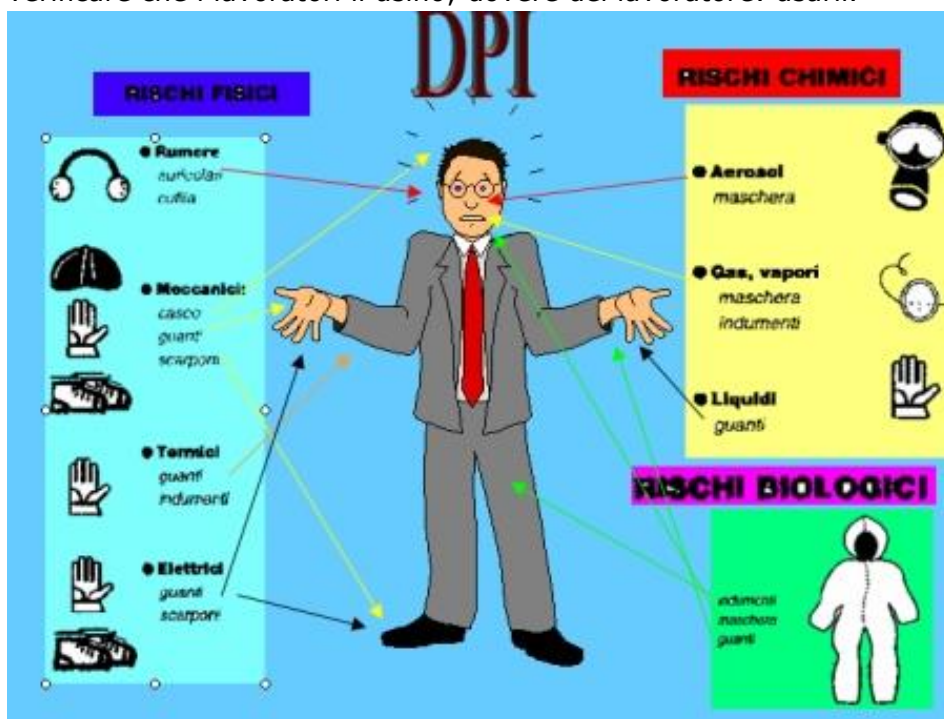 verificare che i lavoratori li usino; dovere dei lavoratore: usarli.
DPI
RISCHI FISICI
Rumore
auricolari
cuffia
Meccanici:
casco
guanti
scarponi
Termici
guanti
indumenti
Elettrici
guanti
scarponi
RISCHI CHIMICI
Aerosol
maschera
Gas, vapori
maschera
indumenti
Liquidi
guanti
RISCHI BIOLOGICI
indumenti
maschera
guanti